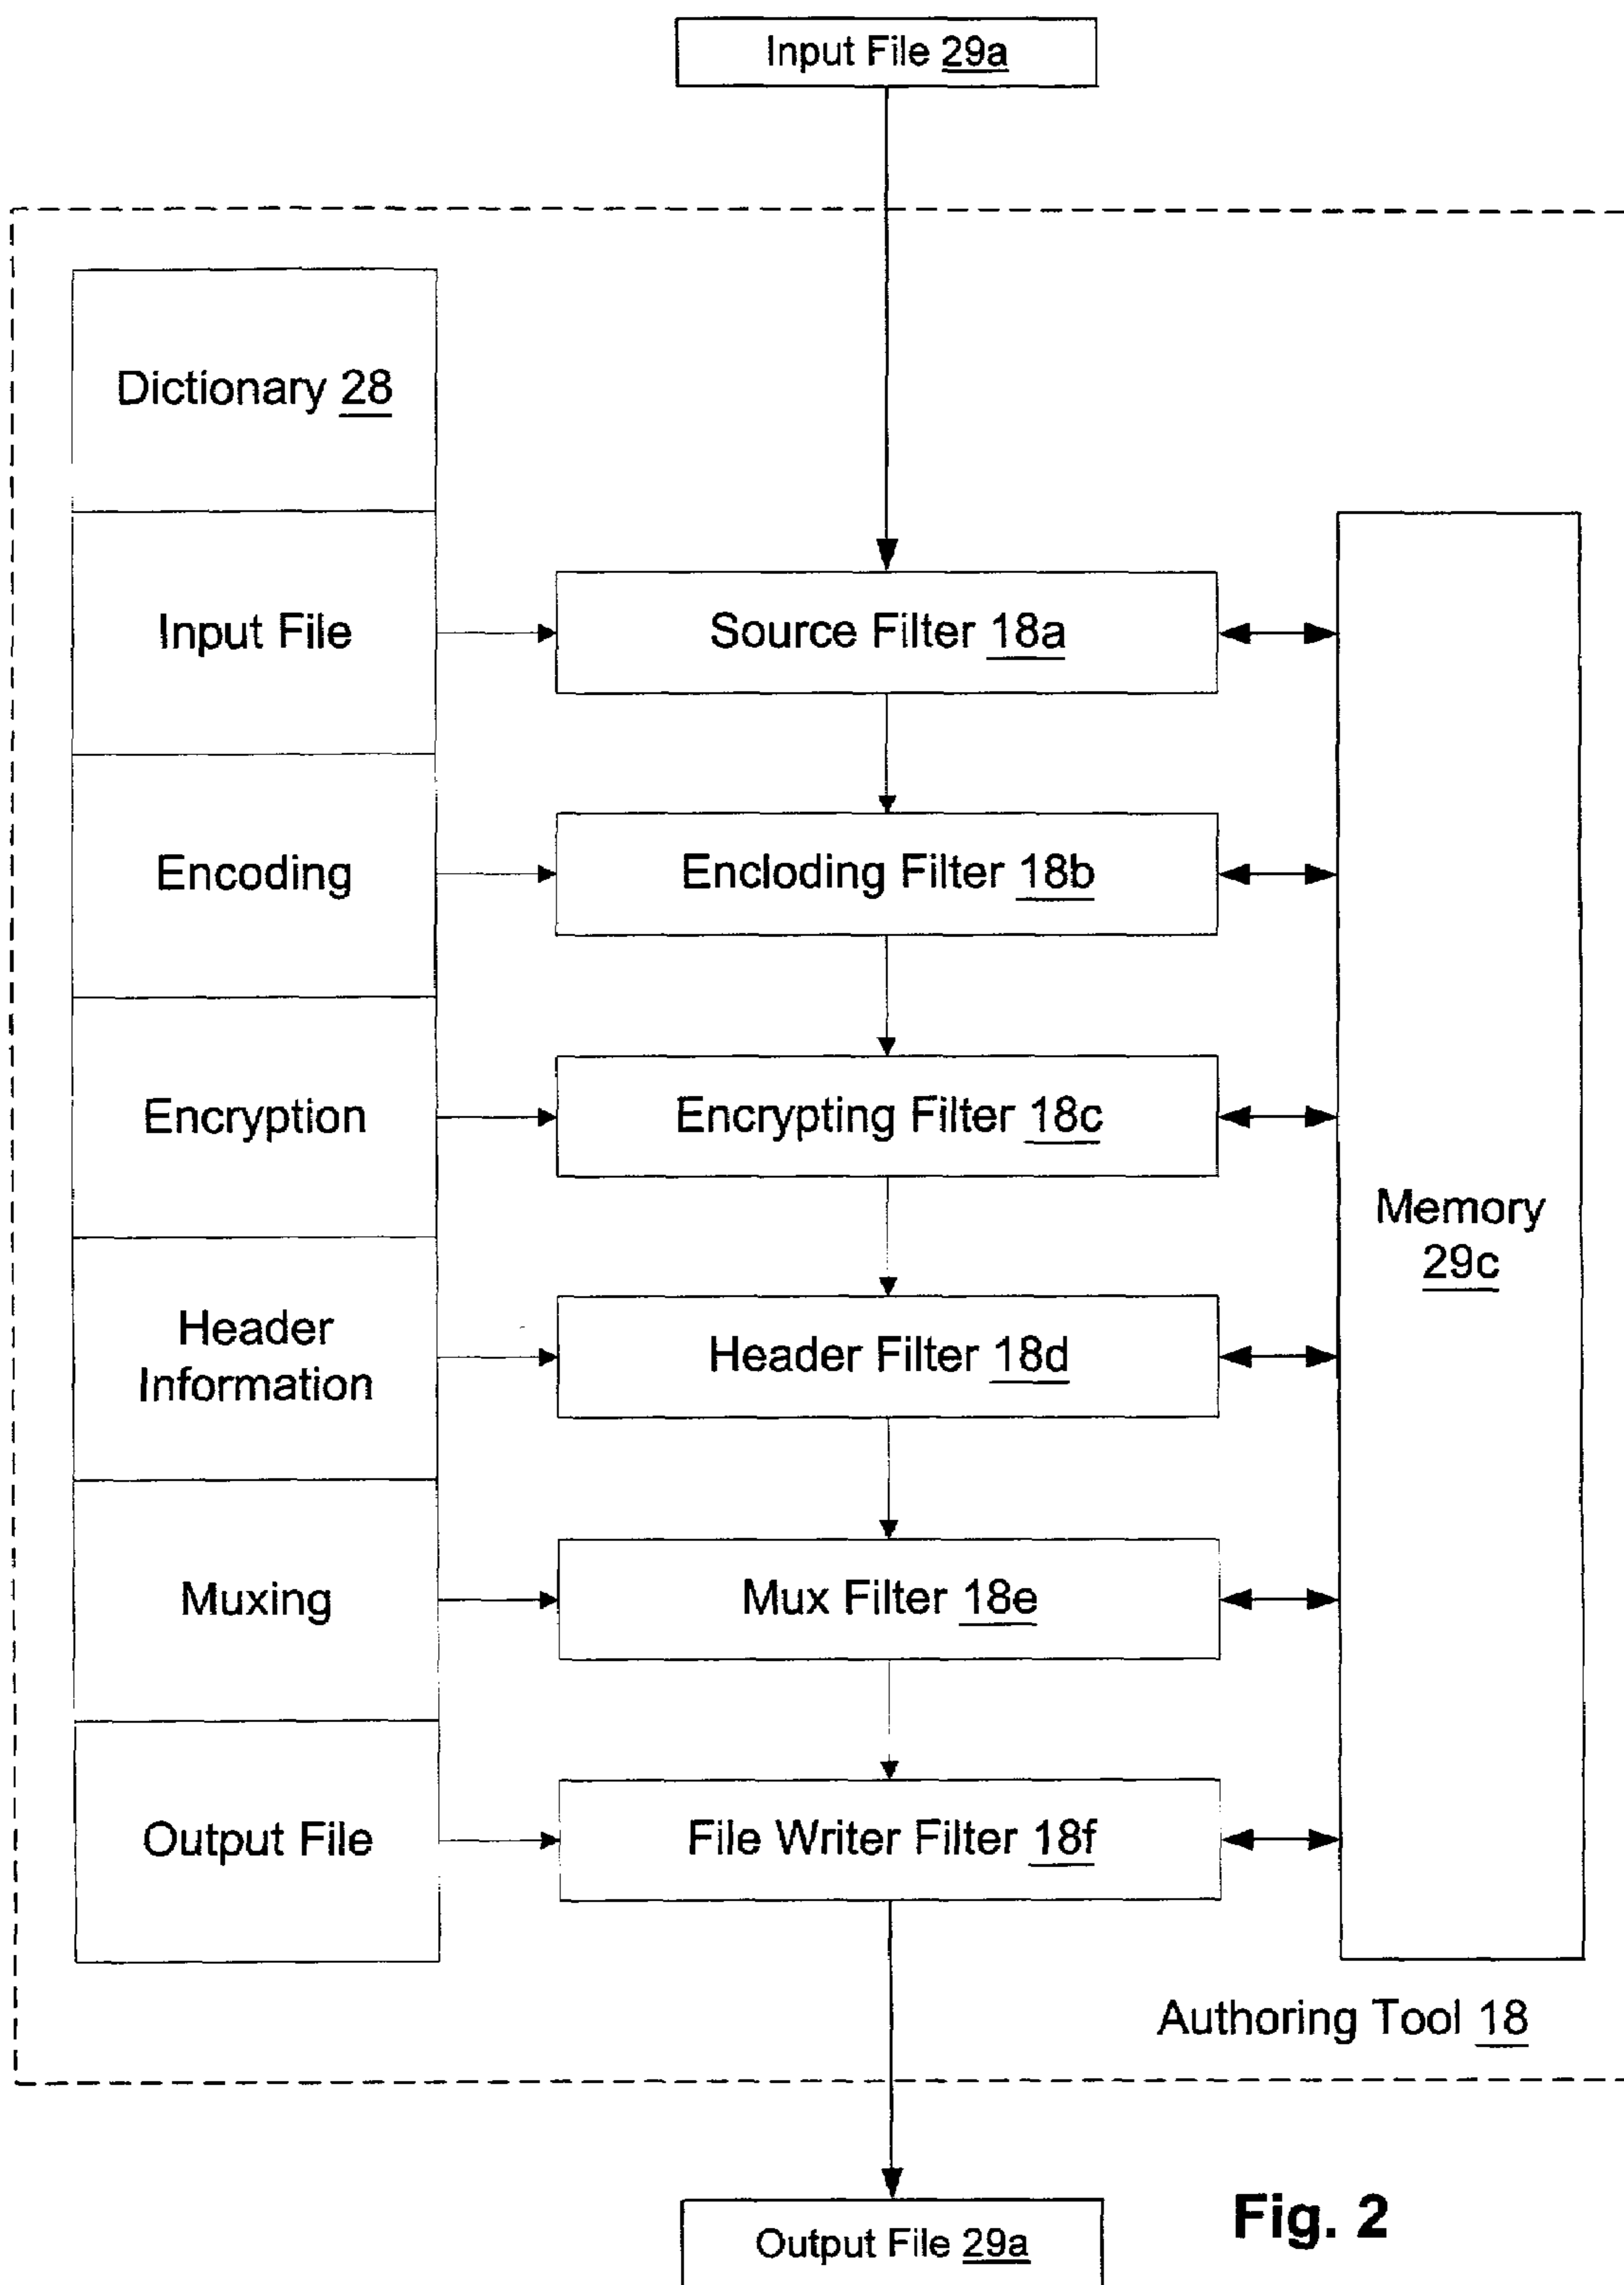 Input File 29a
Dictionary 28
Input File
Source Filter 18a
Encoding
Encloding Filter 18b
Encryption
Encrypting Filter 18c
Memory
29c
Header
Information
Header Filter 18d
Muxing
Mux Filter 18e
Output File
File Writer Filter 18f
Authoring Tool 18
Output File 29a
Fig. 2